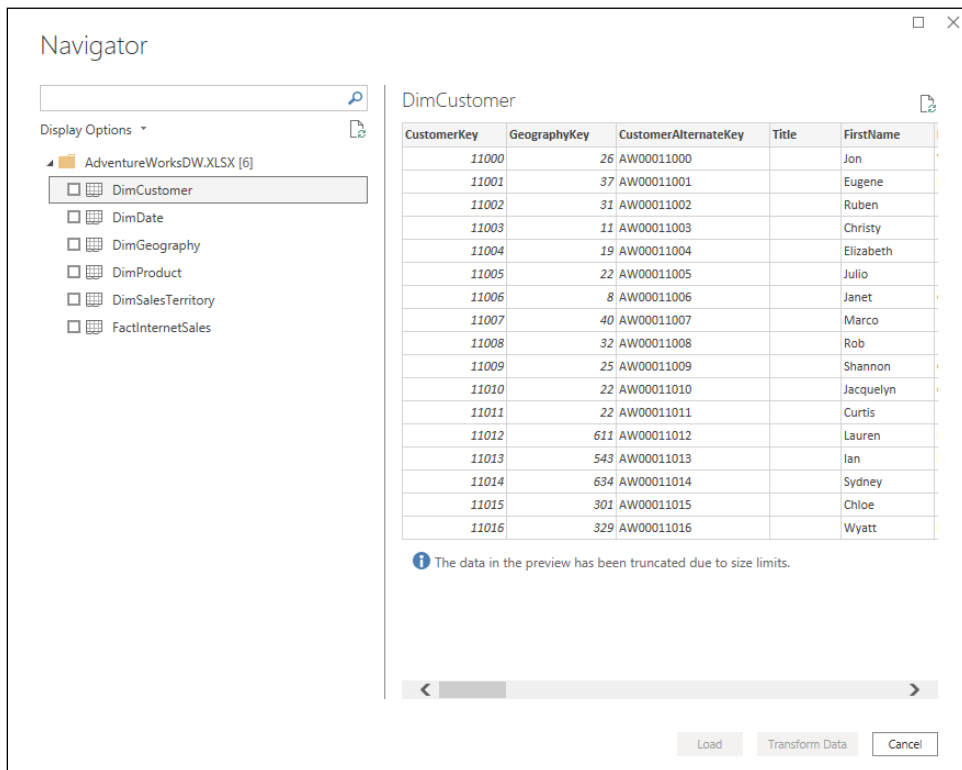 Navigator
Display Options
AdventureWorksDW.XLSX [6]
DimCustomer
DimDate
DimGeography
DimProduct
DimSalesTerritory
FactInternetSales
DimCustomer
CustomerKey GeographyKey CustomerAlternateKey Title FirstName
11000 26 AW00011000 Jon
11001 37 AW00011001 Eugene
11002 31 AW00011002 Ruben
11003 11 AW00011003 Christy
11004 19 AW00011004 Elizabeth
11005 22 AW00011005 Julio
11006 8 AW00011006 Janet
11007 40 AW00011007 Marco
11008 32 AW00011008 Rob
11009 25 AW00011009 Shannon
11010 22 AW00011010 Jacquelyn
11011 22 AW00011011 Curtis
11012 611 AW00011012 Lauren
11013 543 AW00011013 Ian
11014 634 AW00011014 Sydney
11015 301 AW00011015 Chloe
11016 329 AW00011016 Wyatt
The data in the preview has been truncated due to size limits.
Load Transform Data Cancel